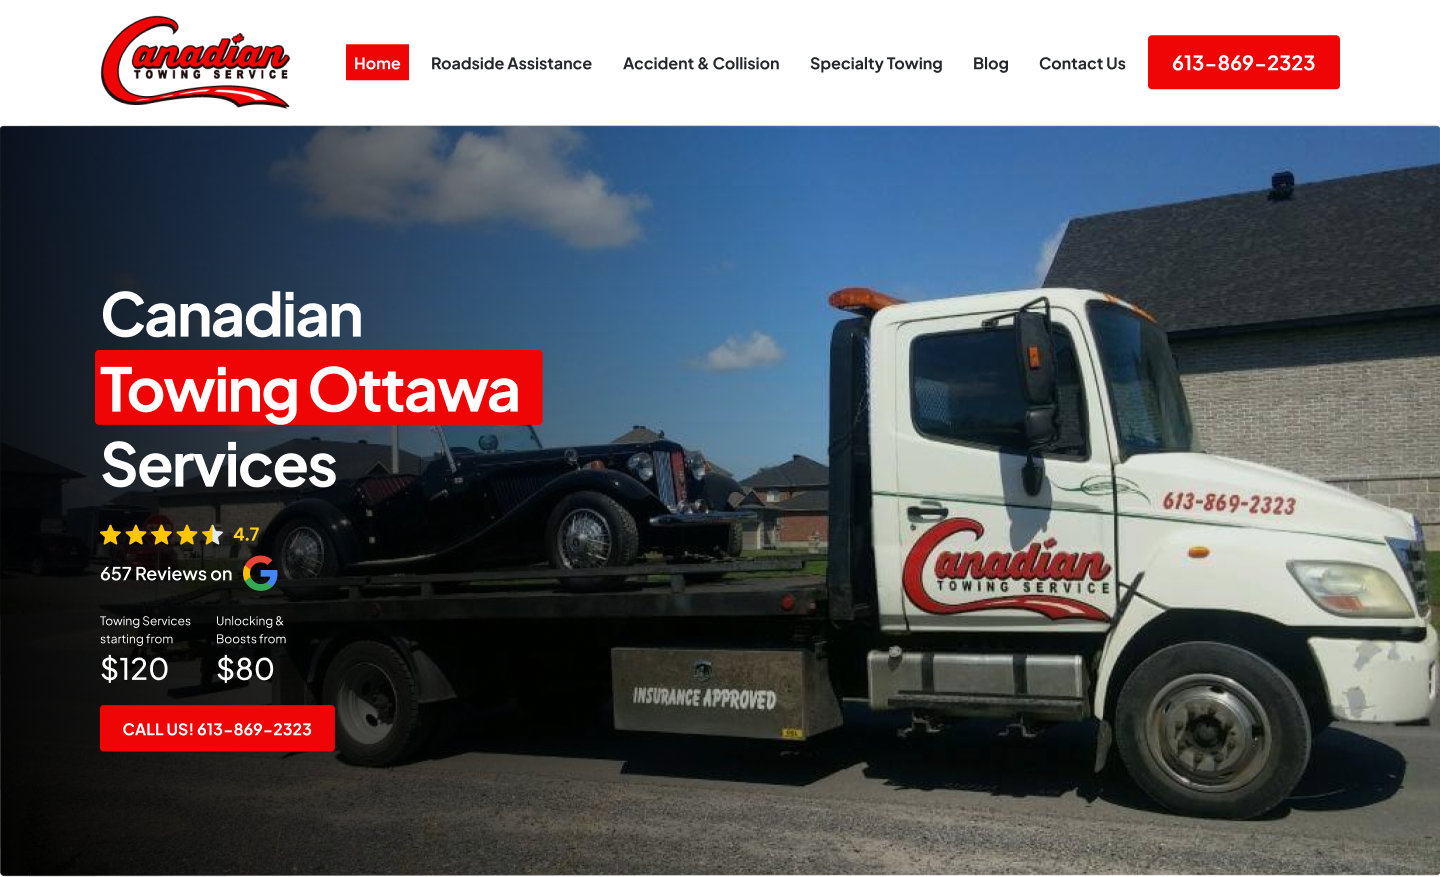 Canadian
TOWING SERVICE
Home
Roadside Assistance
Accident & Collision
Specialty Towing
Blog
Contact Us
613-869-2323
Canadian
Towing Ottawa
Services
4.7
657 Reviews on G
Towing Services
starting from
$120
Unlocking &
Boosts from
$80
CALL US! 613-869-2323
613-869-2323
Canadian
TOWING SERVICE
INSURANCE APPROVED